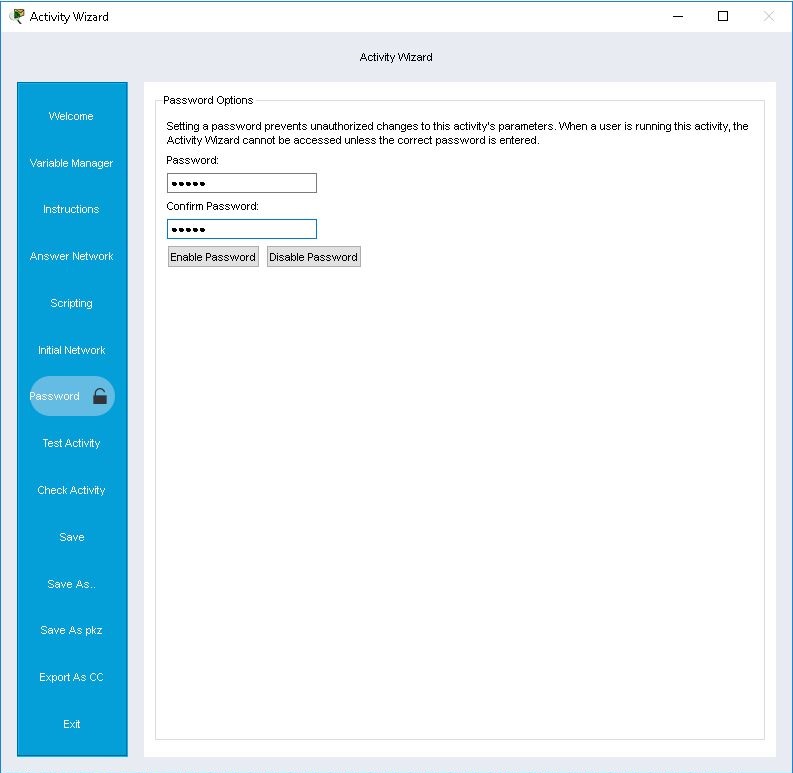 Activity Wizard
Activity Wizard
Welcome
Variable Manager
Instructions
Answer Network
Scripting
Initial Network
Password
Test Activity
Check Activity
Save
Save As..
Save As pkz
Export As CC
Exit
Password Options
Setting a password prevents unauthorized changes to this activity's parameters. When a user is running this activity, the
Activity Wizard cannot be accessed unless the correct password is entered.
Password:
•••••
Confirm Password:
•••••
Enable Password Disable Password